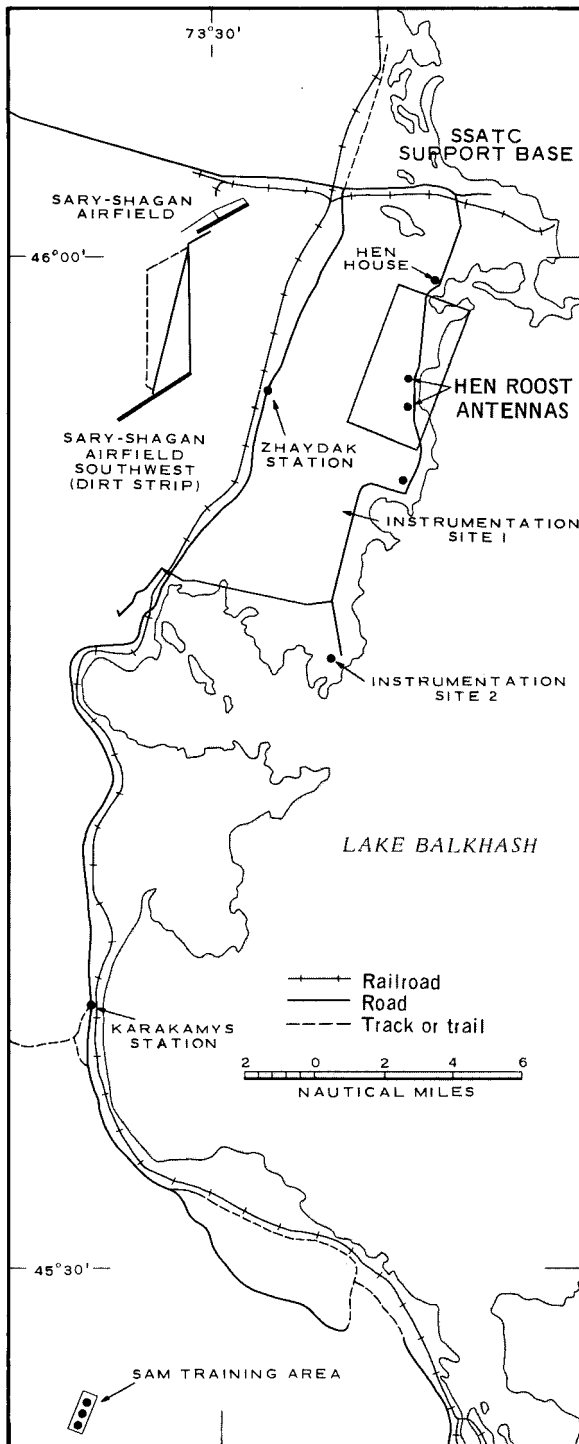 73°30'
SSATC
SUPPORT BASE
SARY-SHAGAN
AIRFIELD
46°00'
HEN
HOUSE
HEN ROOST
ANTENNAS
SARY-SHAGAN
AIRFIELD
SOUTHWEST
(DIRT STRIP)
ZHAYDAK
STATION
INSTRUMENTATION
SITE 1
INSTRUMENTATION
SITE 2
LAKE BALKHASH
Railroad
Road
Track or trail
KARAKAMYS
STATION
2 0 2 4 6
NAUTICAL MILES
45°30'
SAM TRAINING AREA